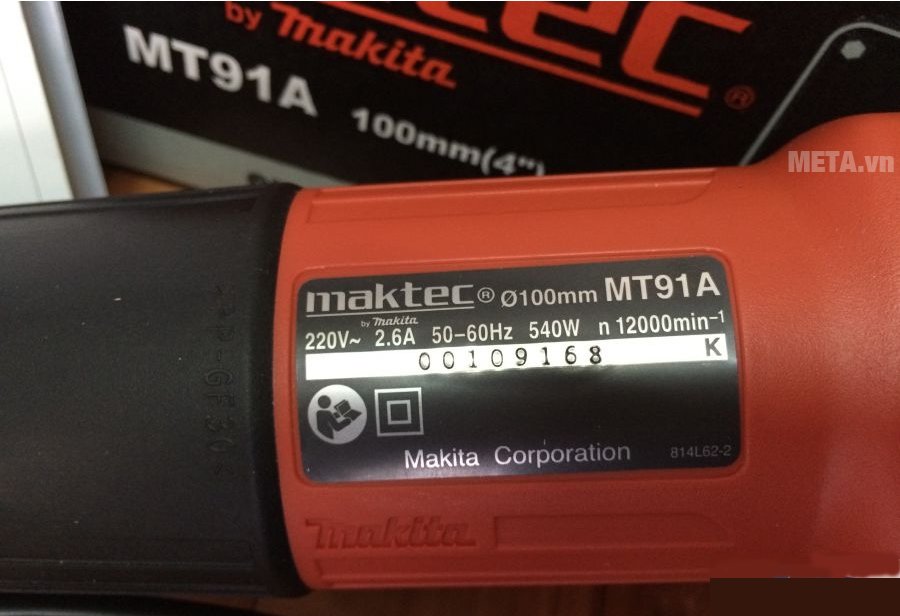 by makita
MT91A
100mm(4")
®
META.vn
maktec® Ø100mm MT91A
by makita
220V~ 2.6A 50-60Hz 540W n 12000min⁻¹
00109168 K
Makita Corporation
814L62-2
makita